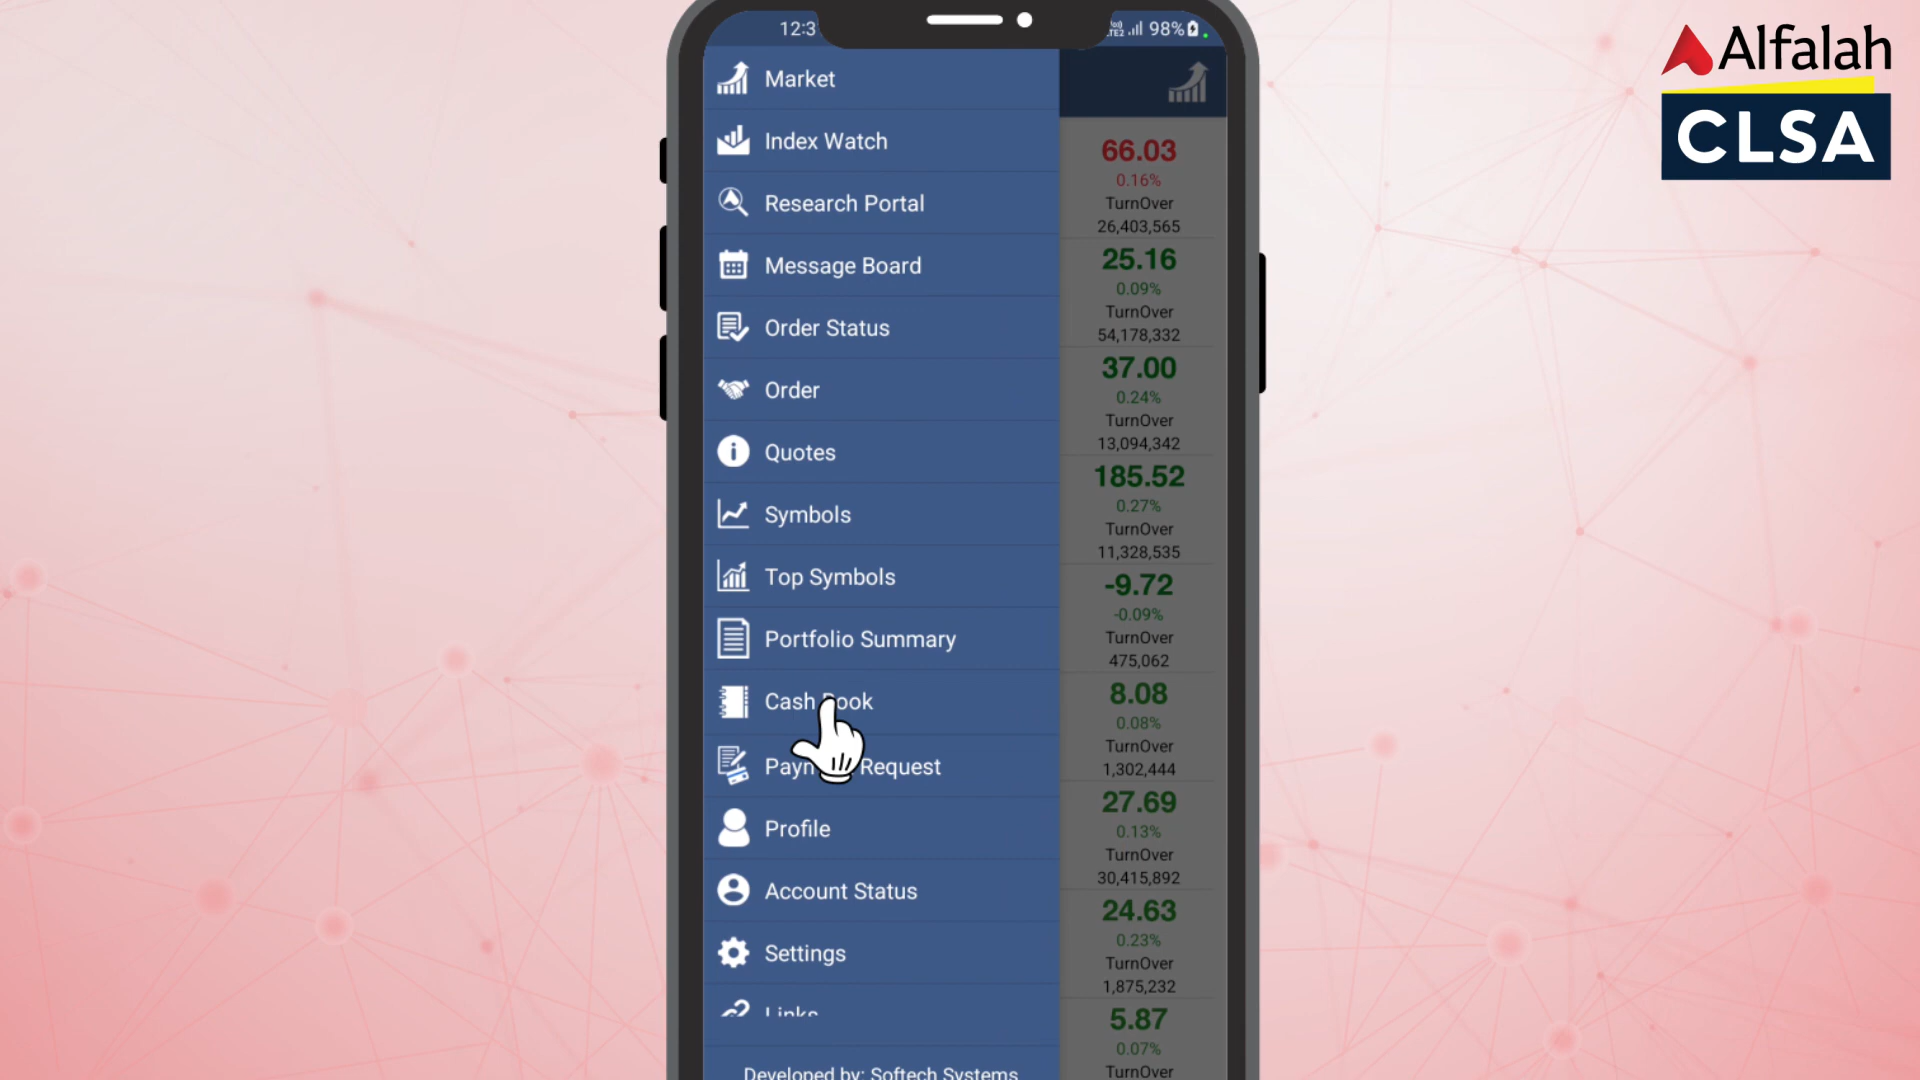 12:3
98%
Alfalah
CLSA
Market
Index Watch
Research Portal
Message Board
Order Status
Order
Quotes
Symbols
Top Symbols
Portfolio Summary
Cash Book
Request
Profile
Account Status
Settings
Links
Developed by: Softech Systems
66.03
0.16%
TurnOver
26,403,565
25.16
0.09%
TurnOver
54,178,332
37.00
0.24%
TurnOver
13,094,342
185.52
0.27%
TurnOver
11,328,535
-9.72
-0.09%
TurnOver
475,062
8.08
0.08%
TurnOver
1,302,444
27.69
0.13%
TurnOver
30,415,892
24.63
0.23%
TurnOver
1,875,232
5.87
0.07%
TurnOver